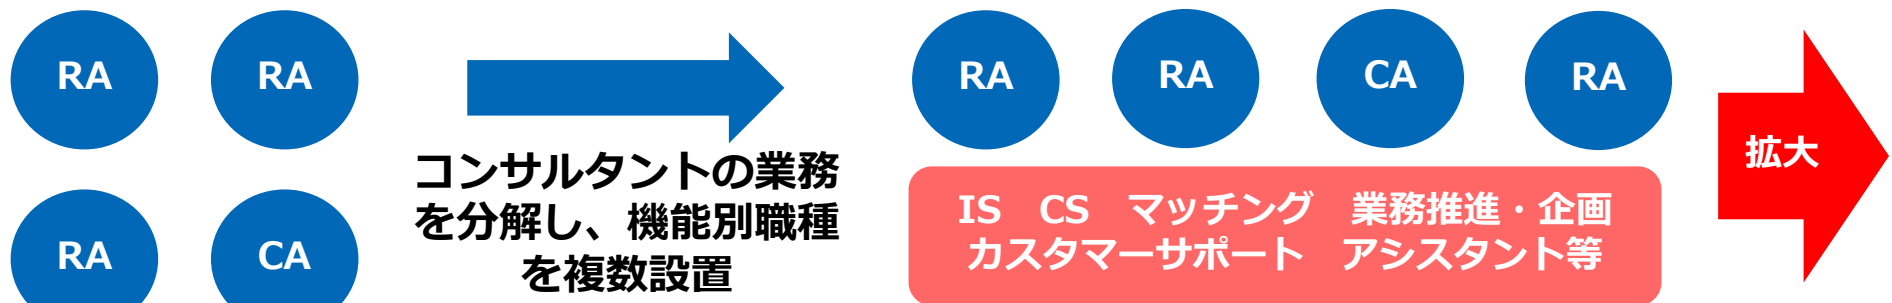 RA
RA
RA
CA
コンサルタントの業務
を分解し、機能別職種
を複数設置
RA
RA
CA
RA
IS　CS　マッチング　業務推進・企画
カスタマーサポート　アシスタント等
拡大